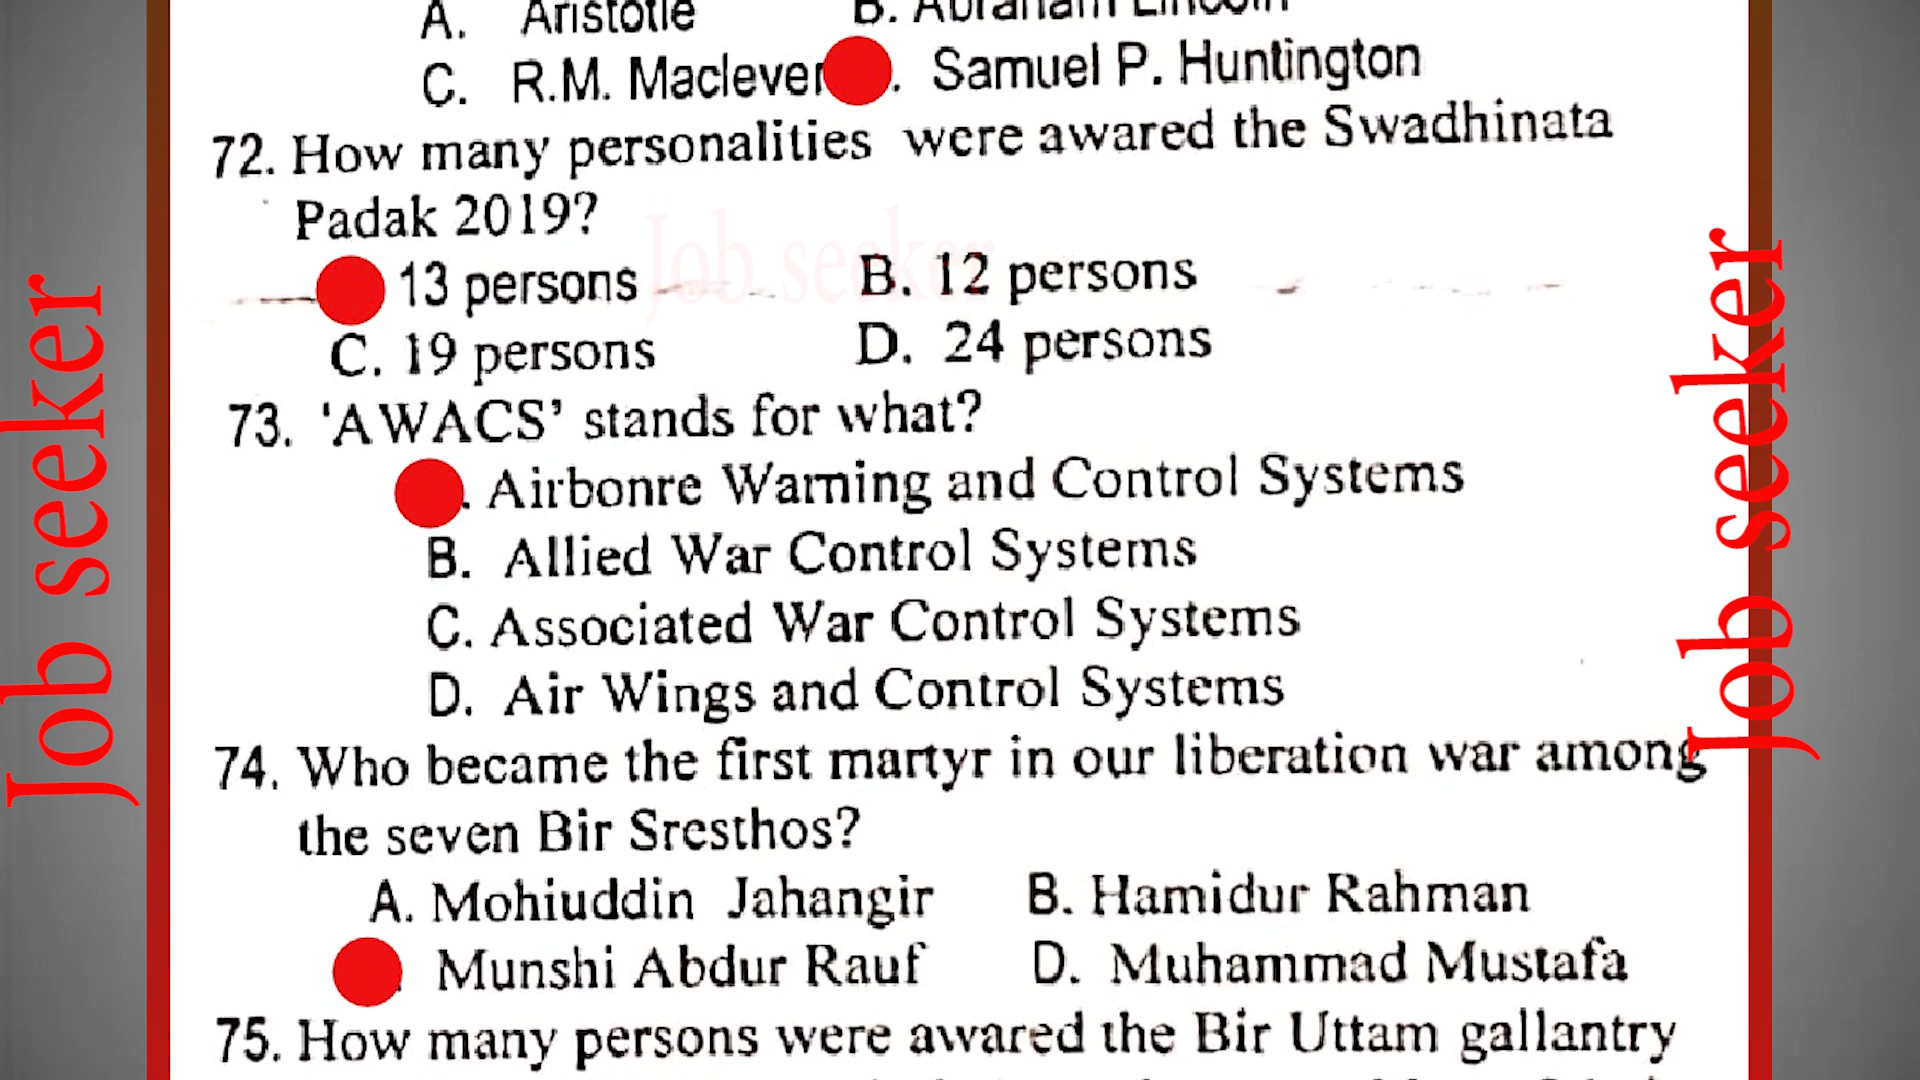 A. Aristotle B. Abraham Lincoln
C. R.M. Maclever . Samuel P. Huntington
72. How many personalities were awared the Swadhinata
Padak 2019?
13 persons B. 12 persons
C. 19 persons D. 24 persons
73. 'AWACS' stands for what?
. Airbonre Warning and Control Systems
B. Allied War Control Systems
C. Associated War Control Systems
D. Air Wings and Control Systems
74. Who became the first martyr in our liberation war among
the seven Bir Sresthos?
A. Mohiuddin Jahangir B. Hamidur Rahman
Munshi Abdur Rauf D. Muhammad Mustafa
75. How many persons were awared the Bir Uttam gallantry
Job seeker
Job seeker
Job seeker